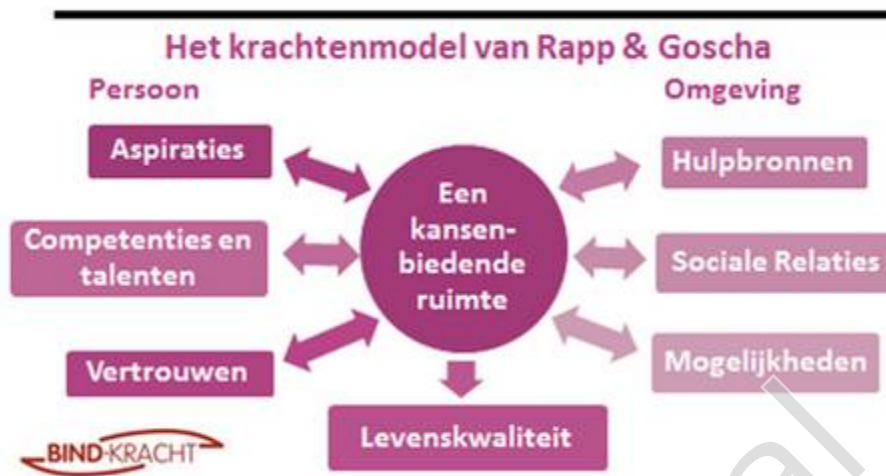 Het krachtenmodel van Rapp & Goscha
Persoon
Omgeving
Aspiraties
Competenties en
talenten
Vertrouwen
Een
kansen-
biedende
ruimte
Hulpbronnen
Sociale Relaties
Mogelijkheden
Levenskwaliteit
BIND-KRACHT